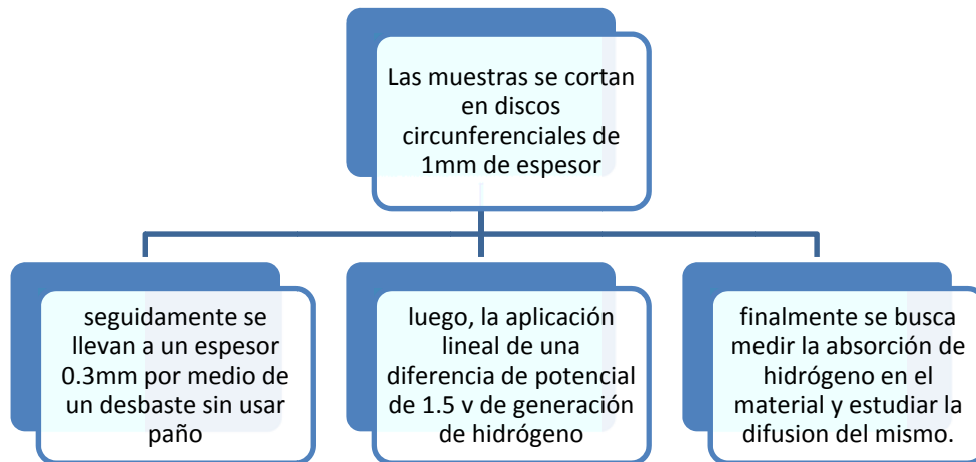 Las muestras se cortan
en discos
circunferenciales de
1mm de espesor
seguidamente se
llevan a un espesor
0.3mm por medio de
un desbaste sin usar
paño
luego, la aplicación
lineal de una
diferencia de potencial
de 1.5 v de generación
de hidrógeno
finalmente se busca
medir la absorción de
hidrógeno en el
material y estudiar la
difusion del mismo.